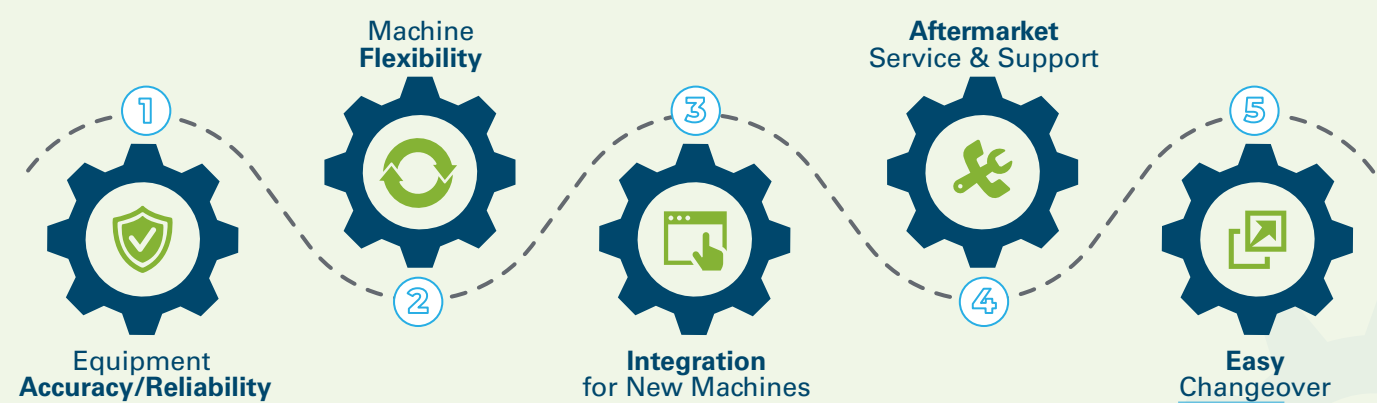 1
Equipment
Accuracy/Reliability
Machine
Flexibility
2
3
Integration
for New Machines
Aftermarket
Service & Support
4
5
Easy
Changeover